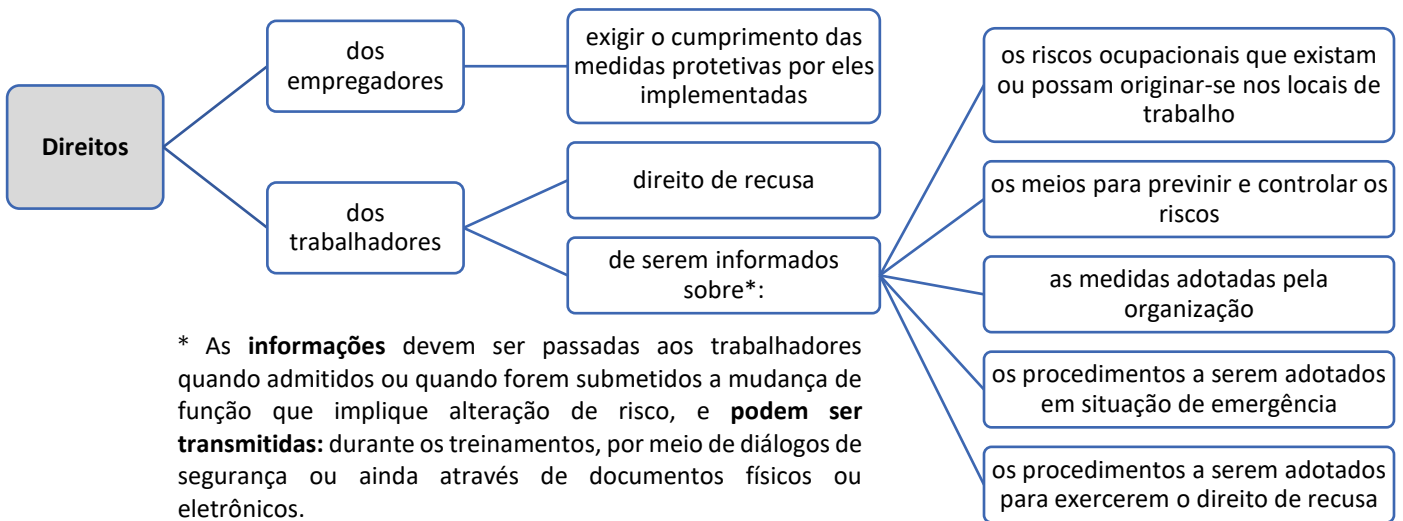 Direitos
dos
empregadores
exigir o cumprimento das
medidas protetivas por eles
implementadas
dos
trabalhadores
direito de recusa
de serem informados
sobre*:
os riscos ocupacionais que existam
ou possam originar-se nos locais de
trabalho
os meios para previnir e controlar os
riscos
as medidas adotadas pela
organização
os procedimentos a serem adotados
em situação de emergência
os procedimentos a serem adotados
para exercerem o direito de recusa
* As informações devem ser passadas aos trabalhadores
quando admitidos ou quando forem submetidos a mudança de
função que implique alteração de risco, e podem ser
transmitidas: durante os treinamentos, por meio de diálogos de
segurança ou ainda através de documentos físicos ou
eletrônicos.